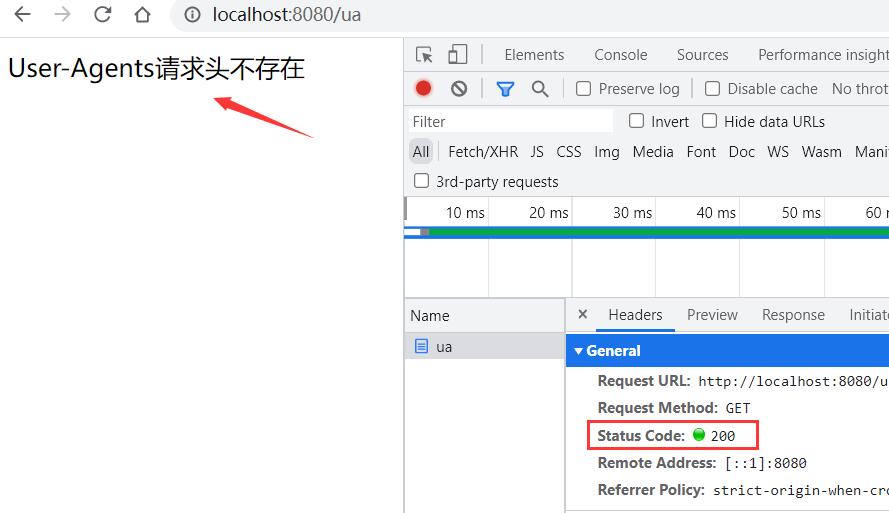 localhost:8080/ua
User-Agents请求头不存在
Elements Console Sources Performance insight
Preserve log Disable cache No throt
Filter Invert Hide data URLs
All Fetch/XHR JS CSS Img Media Font Doc WS Wasm Mani
3rd-party requests
10 ms 20 ms 30 ms 40 ms 50 ms 60 m
Name
× Headers Preview Response Initiato
ua
General
Request URL: http://localhost:8080/u
Request Method: GET
Status Code: 200
Remote Address: [::1]:8080
Referrer Policy: strict-origin-when-cro